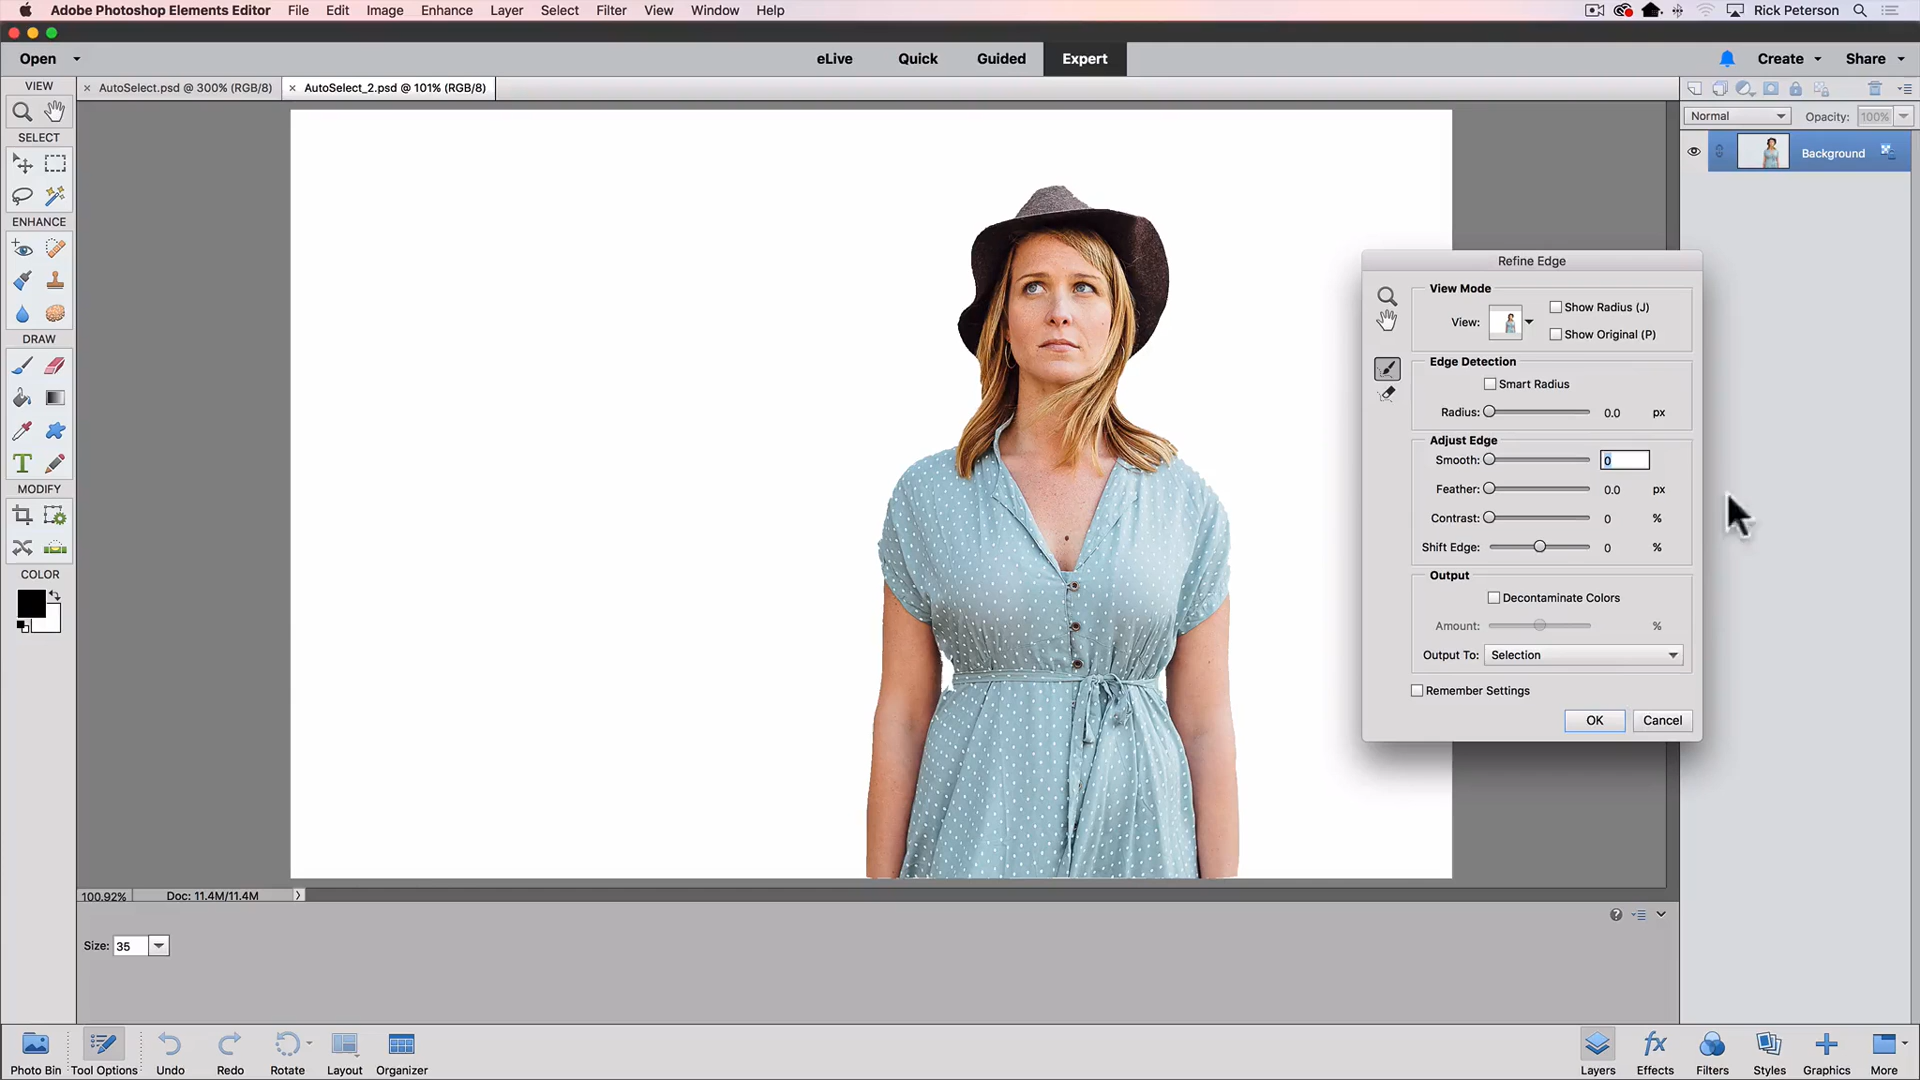 Adobe Photoshop Elements Editor File Edit Image Enhance Layer Select Filter View Window Help Rick Peterson
Open eLive Quick Guided Expert Create Share
VIEW × AutoSelect.psd @ 300% (RGB/8) × AutoSelect_2.psd @ 101% (RGB/8)
Normal Opacity: 100%
SELECT
Background
ENHANCE
Refine Edge
View Mode
Show Radius (J)
View:
Show Original (P)
DRAW
Edge Detection
Smart Radius
Radius: 0.0 px
Adjust Edge
Smooth: 0
T
MODIFY
Feather: 0.0 px
Contrast: 0 %
Shift Edge: 0 %
COLOR
Output
Decontaminate Colors
Amount: %
Output To: Selection
Remember Settings
OK Cancel
100.92% Doc: 11.4M/11.4M >
Size: 35
fx
Photo Bin Tool Options Undo Redo Rotate Layout Organizer Layers Effects Filters Styles Graphics More